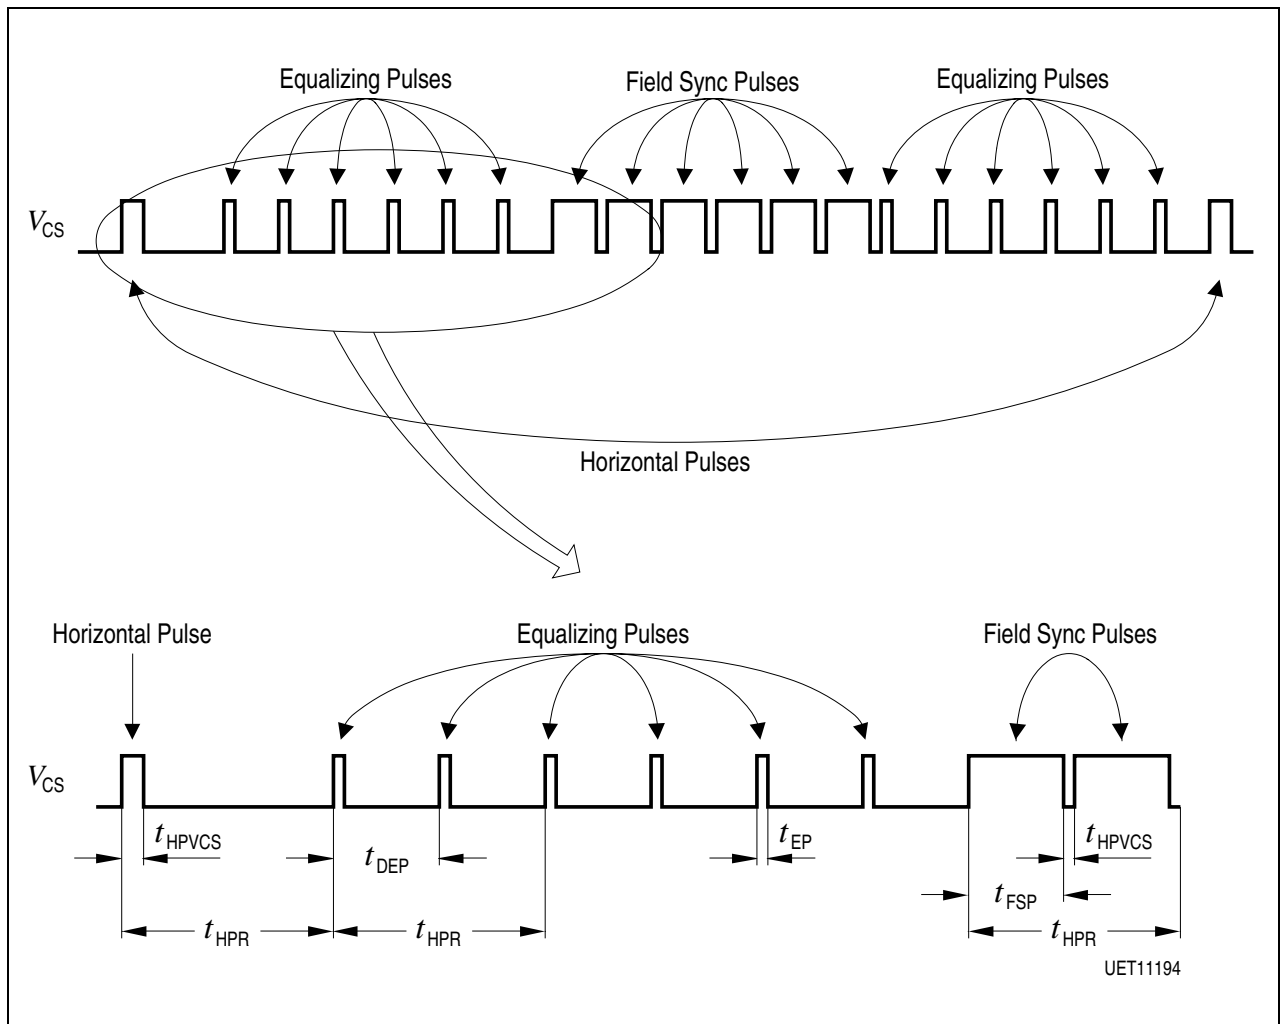 Equalizing Pulses
Field Sync Pulses
Equalizing Pulses
VCS
Horizontal Pulses
Horizontal Pulse
Equalizing Pulses
Field Sync Pulses
VCS
tHPVCS
tDEP
tEP
tHPVCS
tFSP
tHPR
tHPR
tHPR
UET11194